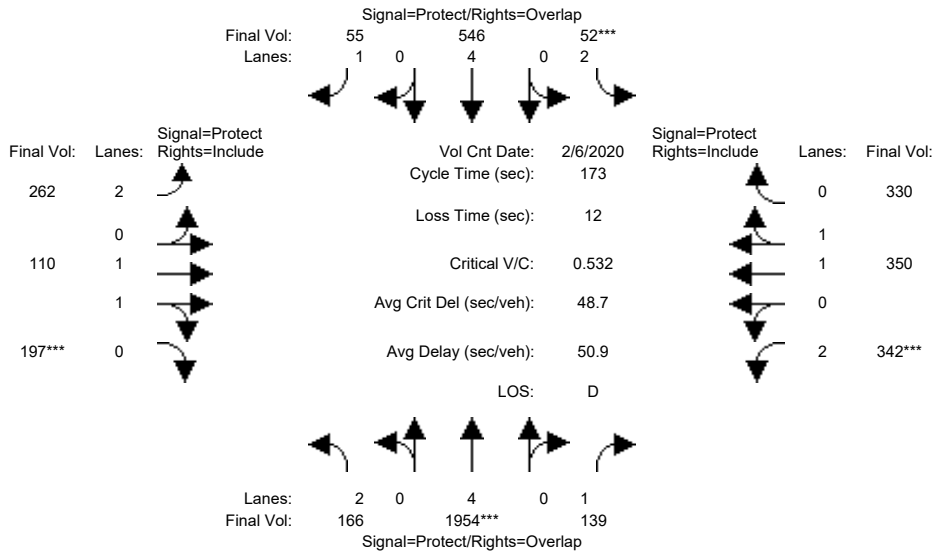 Signal=Protect/Rights=Overlap
Final Vol: 55 546 52***
Lanes: 1 0 4 0 2
Signal=Protect
Final Vol: Lanes: Rights=Include
Vol Cnt Date: 2/6/2020
Signal=Protect
Rights=Include Lanes: Final Vol:
Cycle Time (sec): 173
262 2
0 330
Loss Time (sec): 12
0
1
110 1
Critical V/C: 0.532
1 350
1
Avg Crit Del (sec/veh): 48.7
0
197*** 0
Avg Delay (sec/veh): 50.9
2 342***
LOS: D
Lanes: 2 0 4 0 1
Final Vol: 166 1954*** 139
Signal=Protect/Rights=Overlap